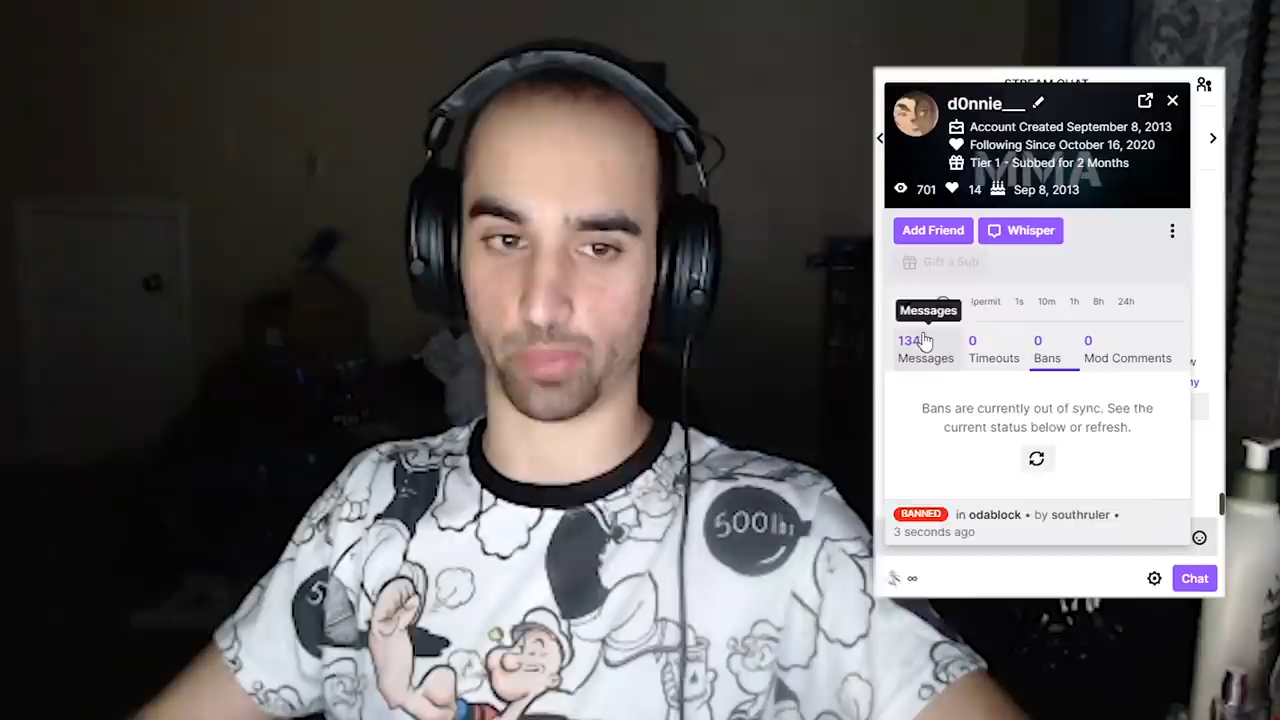 STREAM CHAT
d0nnie___
Account Created September 8, 2013
Following Since October 16, 2020
Tier 1 - Subbed for 2 Months
MMA
701 14 Sep 8, 2013
Add Friend Whisper
Gift a Sub
!permit 1s 10m 1h 8h 24h
Messages
134 0 0 0
Messages Timeouts Bans Mod Comments
Bans are currently out of sync. See the
current status below or refresh.
BANNED in odablock • by southruler •
3 seconds ago
∞
Chat
500lbs
5